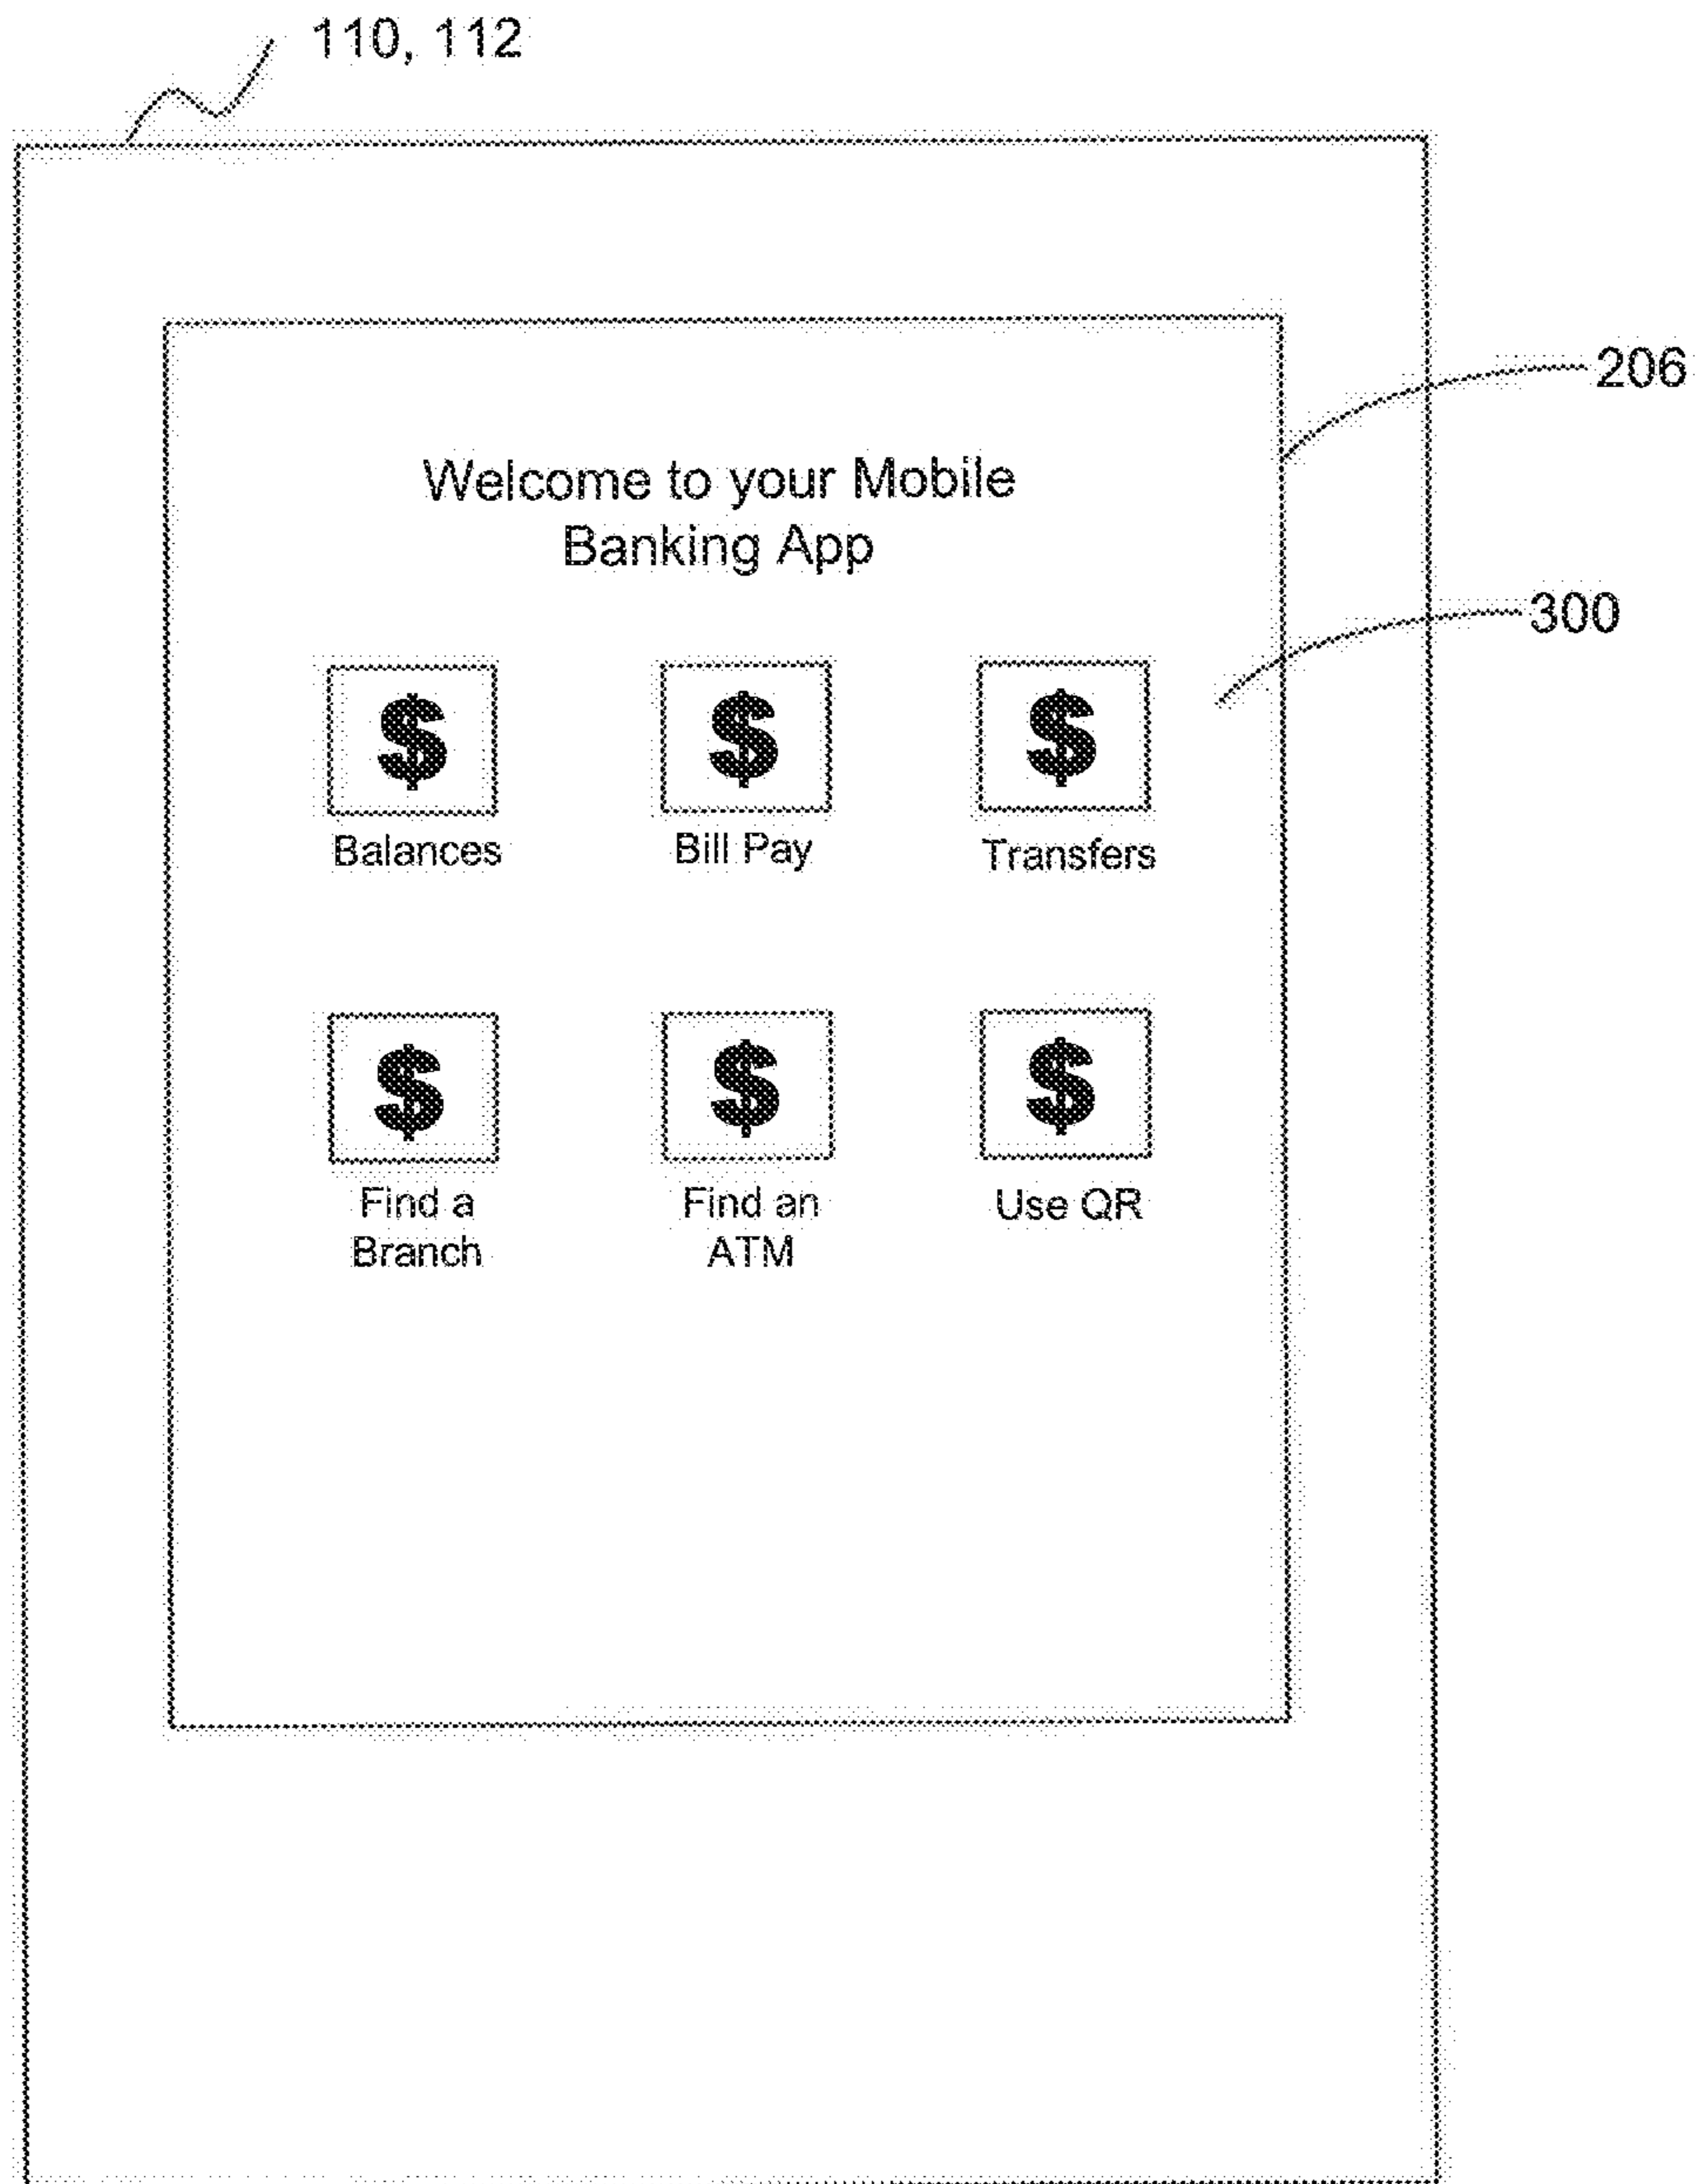 110, 112
206
Welcome to your Mobile
Banking App
300
$ $ $
Balances Bill Pay Transfers
$ $ $
Find a Find an Use QR
Branch ATM